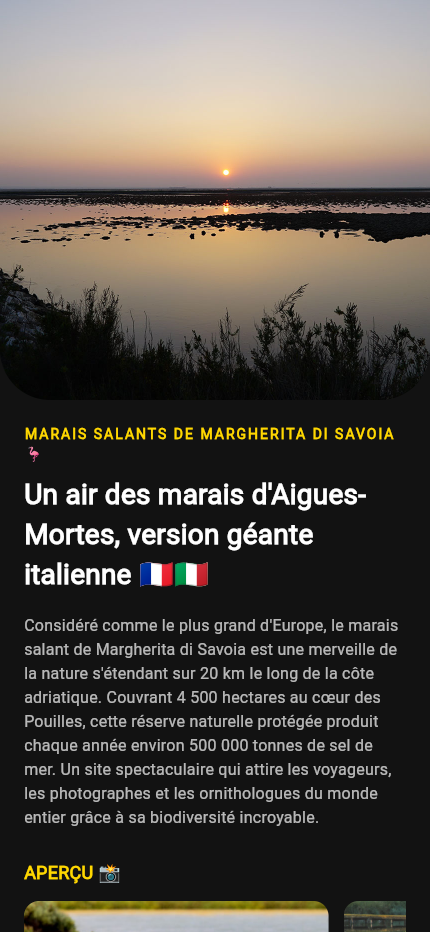 MARAIS SALANTS DE MARGHERITA DI SAVOIA
🦩
Un air des marais d'Aigues-
Mortes, version géante
italienne 🇫🇷🇮🇹
Considéré comme le plus grand d'Europe, le marais
salant de Margherita di Savoia est une merveille de
la nature s'étendant sur 20 km le long de la côte
adriatique. Couvrant 4 500 hectares au cœur des
Pouilles, cette réserve naturelle protégée produit
chaque année environ 500 000 tonnes de sel de
mer. Un site spectaculaire qui attire les voyageurs,
les photographes et les ornithologues du monde
entier grâce à sa biodiversité incroyable.
APERÇU 📸